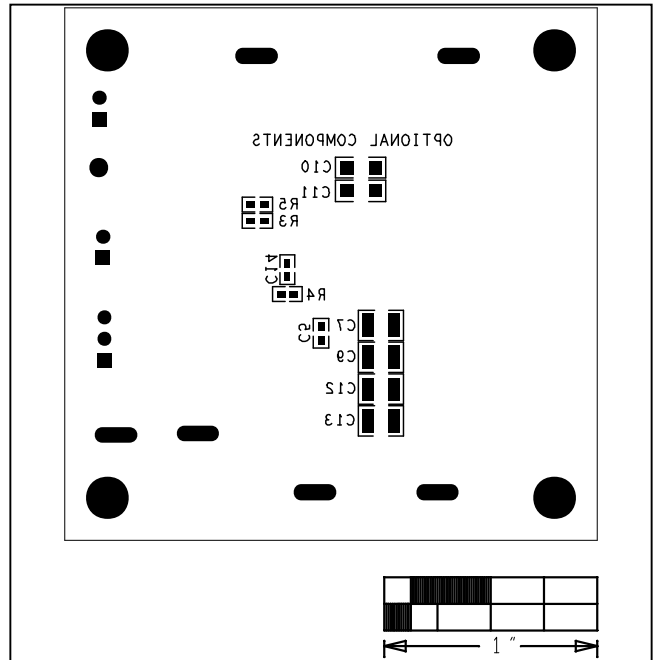 OPTIONAL COMPONENTS
C10
C11
R5
R3
C14
R4
C5
C7
C9
C12
C13
1 "